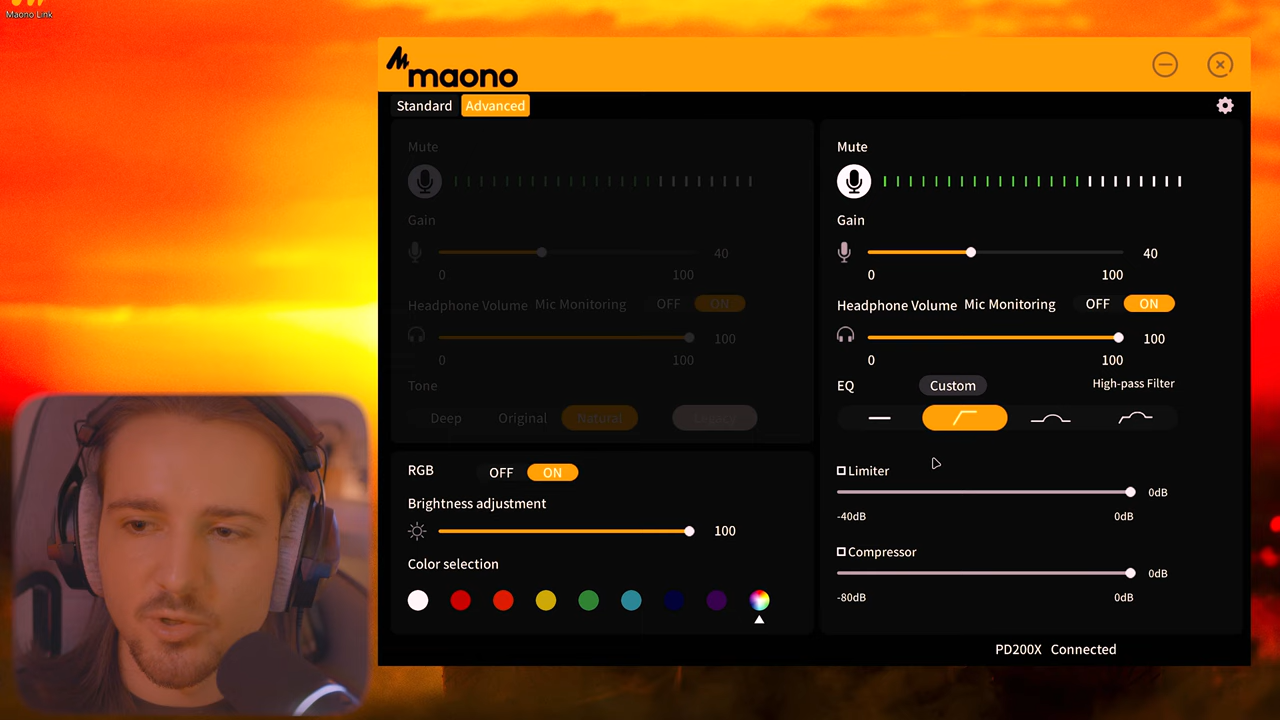 Maono Link
maono
Standard Advanced
Mute
Gain
40
0 100
Headphone Volume Mic Monitoring OFF ON
100
0 100
Tone
Deep Original Natural Legacy
RGB OFF ON
Brightness adjustment
100
Color selection
Mute
Gain
40
0 100
Headphone Volume Mic Monitoring OFF ON
100
0 100
EQ Custom High-pass Filter
Limiter
0dB
-40dB 0dB
Compressor
0dB
-80dB 0dB
PD200X Connected